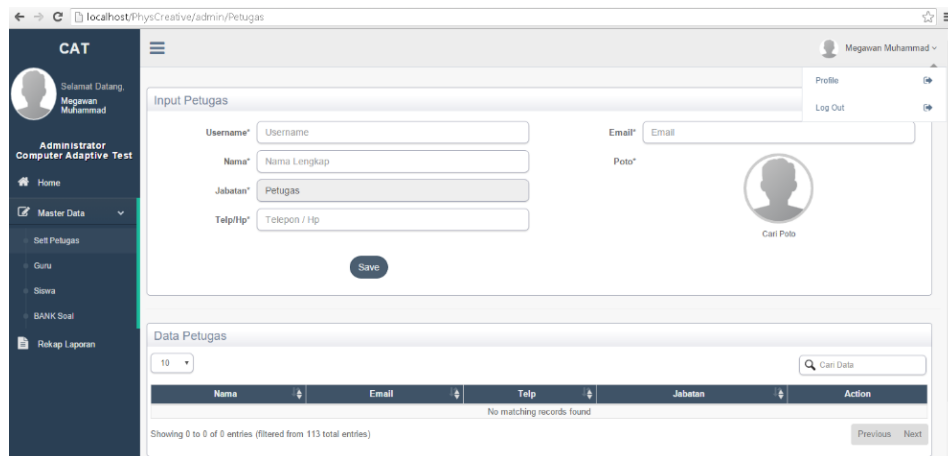 localhost/PhysCreative/admin/Petugas
CAT
Megawan Muhammad
Selamat Datang,
Megawan
Muhammad
Profile
Log Out
Administrator
Computer Adaptive Test
Home
Master Data
Sett Petugas
Guru
Siswa
BANK Soal
Rekap Laporan
Input Petugas
Username* Username
Email* Email
Nama* Nama Lengkap
Poto*
Jabatan* Petugas
Telp/Hp* Telepon / Hp
Cari Poto
Save
Data Petugas
10
Cari Data
Nama Email Telp Jabatan Action
No matching records found
Showing 0 to 0 of 0 entries (filtered from 113 total entries)
Previous Next